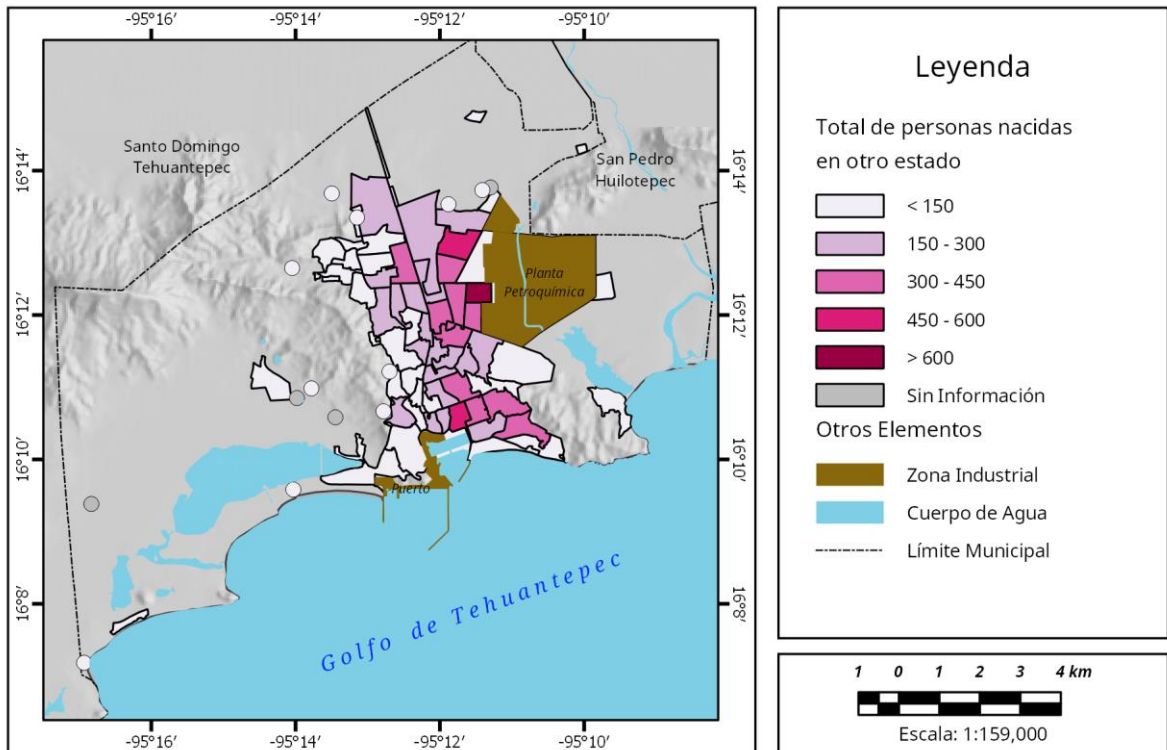 -95°16′ -95°14′ -95°12′ -95°10′
16°14′
16°12′
16°10′
16°8′
16°14′
16°12′
16°10′
16°8′
Santo Domingo
Tehuantepec
San Pedro
Huilotepec
Planta
Petroquímica
Puerto
Golfo de Tehuantepec
-95°16′ -95°14′ -95°12′ -95°10′
Leyenda
Total de personas nacidas
en otro estado
< 150
150 - 300
300 - 450
450 - 600
> 600
Sin Información
Otros Elementos
Zona Industrial
Cuerpo de Agua
Límite Municipal
1 0 1 2 3 4 km
Escala: 1:159,000